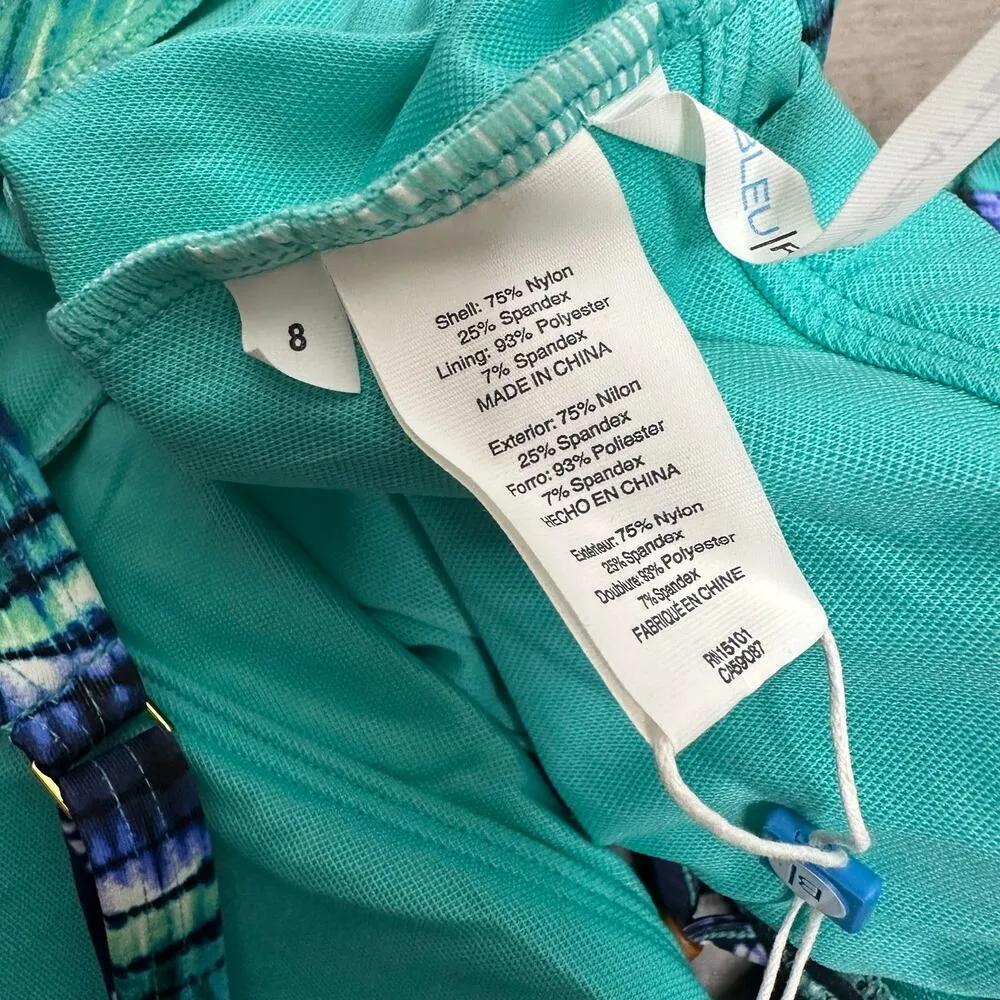 8
Shell: 75% Nylon
25% Spandex
Lining: 93% Polyester
7% Spandex
MADE IN CHINA
Exterior: 75% Nilon
25% Spandex
Forro: 93% Poliester
7% Spandex
HECHO EN CHINA
Extérieur: 75% Nylon
25% Spandex
Doublure: 93% Polyester
7% Spandex
FABRIQUÉ EN CHINE
RN15101
CA59087
BLEU|
B